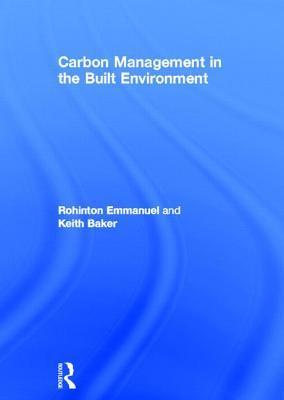 Carbon Management in
the Built Environment
Rohinton Emmanuel and
Keith Baker
ROUTLEDGE